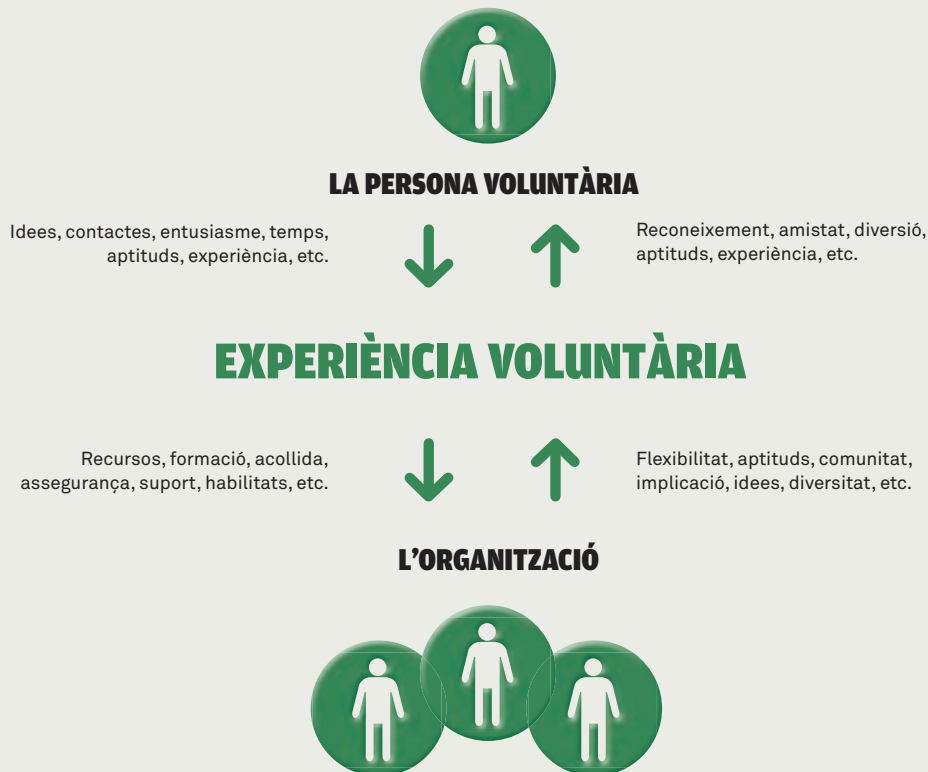 LA PERSONA VOLUNTÀRIA
Idees, contactes, entusiasme, temps,
aptituds, experiència, etc.
Reconeixement, amistat, diversió,
aptituds, experiència, etc.
EXPERIÈNCIA VOLUNTÀRIA
Recursos, formació, acollida,
assegurança, suport, habilitats, etc.
Flexibilitat, aptituds, comunitat,
implicació, idees, diversitat, etc.
L’ORGANITZACIÓ